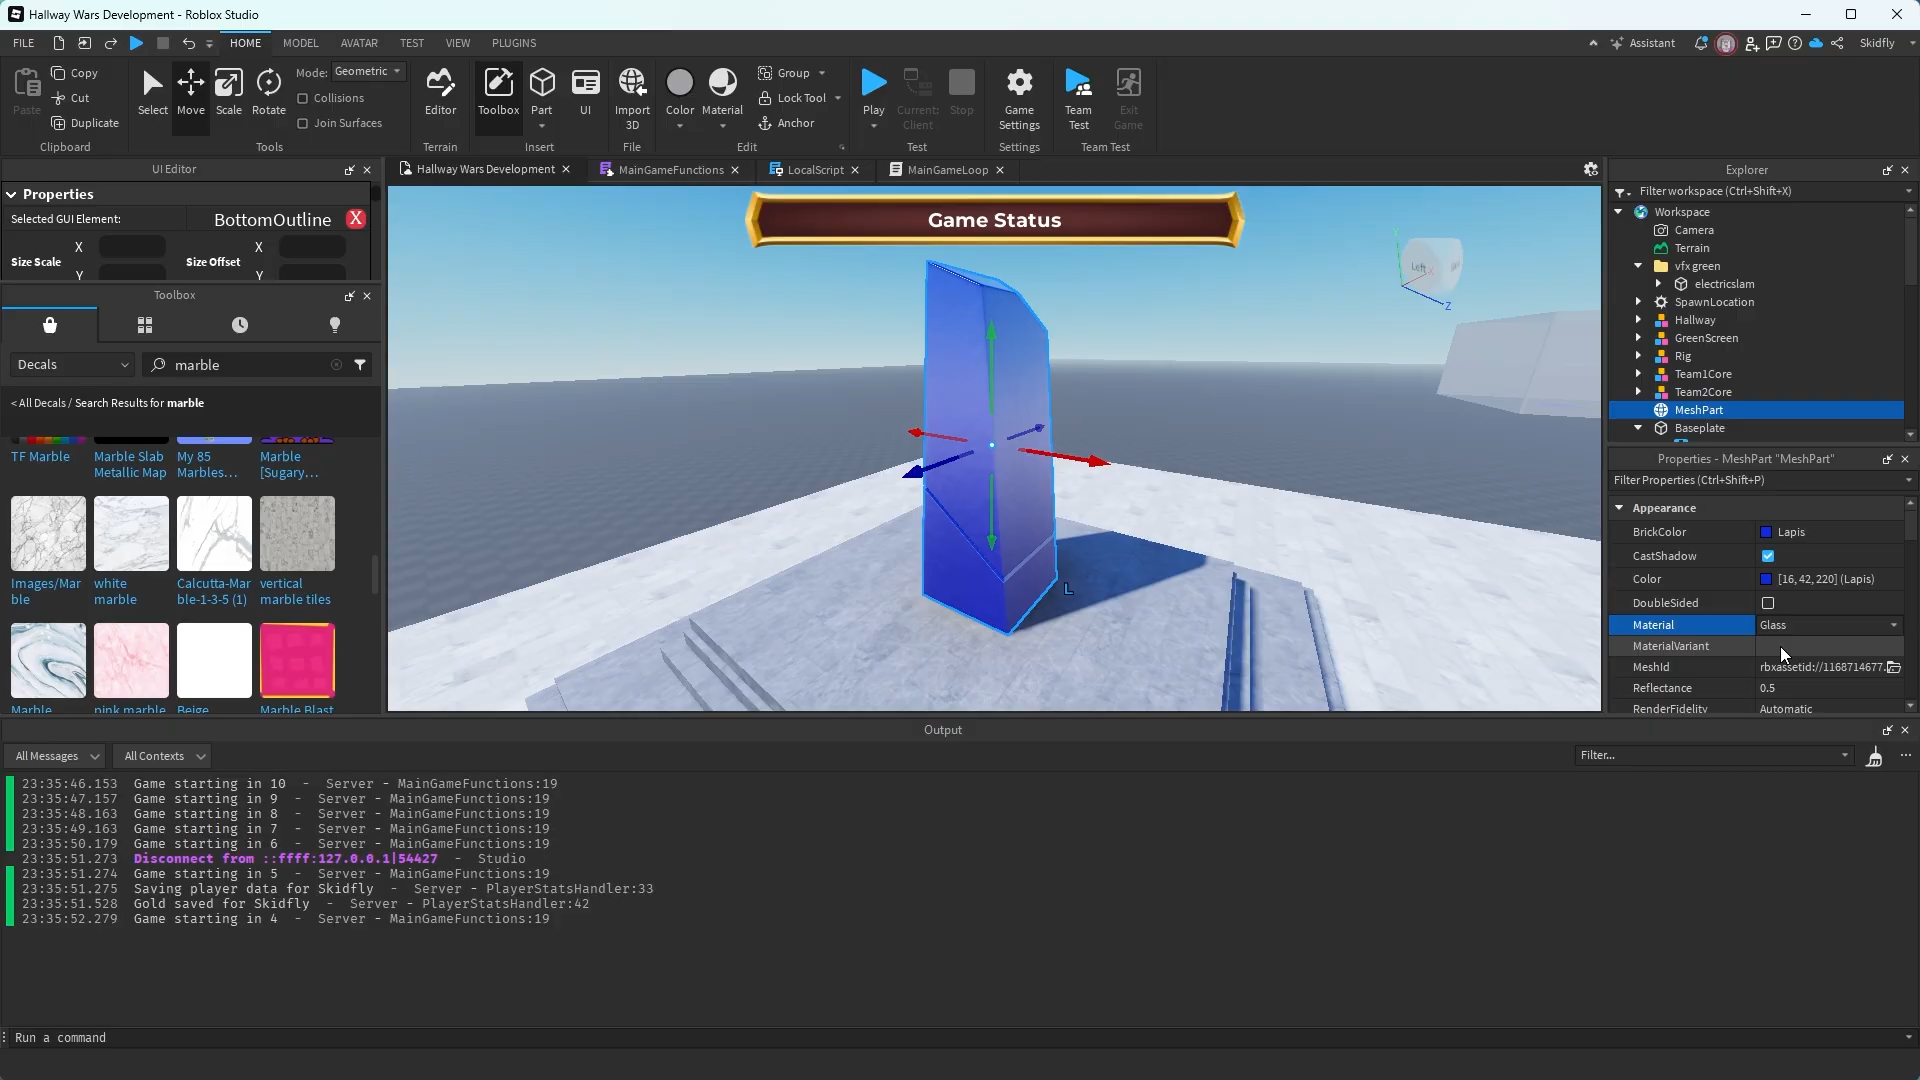 Hallway Wars Development - Roblox Studio
FILE
HOME
MODEL
AVATAR
TEST
VIEW
PLUGINS
Assistant
Skidfly
Paste
Copy
Cut
Duplicate
Clipboard
Select
Move
Scale
Rotate
Mode:
Geometric
Collisions
Join Surfaces
Tools
Editor
Terrain
Toolbox
Part
UI
Insert
Import
3D
File
Color
Material
Group
Lock Tool
Anchor
Edit
Play
Current:
Client
Stop
Test
Game
Settings
Settings
Team
Test
Exit
Game
Team Test
UI Editor
Properties
Selected GUI Element:
BottomOutline
X
Size Scale
X
Y
Size Offset
X
Y
Toolbox
Decals
marble
< All Decals / Search Results for marble
TF Marble
Marble Slab
Metallic Map
My 85
Marbles...
Marble
[Sugary...
Images/Mar
ble
white
marble
Calcutta-Mar
ble-1-3-5 (1)
vertical
marble tiles
Marble
pink marble
Beige
Marble Blast
Hallway Wars Development
MainGameFunctions
LocalScript
MainGameLoop
Game Status
Left
Z
L
Explorer
Filter workspace (Ctrl+Shift+X)
Workspace
Camera
Terrain
vfx green
electricslam
SpawnLocation
Hallway
GreenScreen
Rig
Team1Core
Team2Core
MeshPart
Baseplate
Properties - MeshPart "MeshPart"
Filter Properties (Ctrl+Shift+P)
Appearance
BrickColor Lapis
CastShadow
Color [16, 42, 220] (Lapis)
DoubleSided
Material Glass
MaterialVariant
MeshId rbxassetid://1168714677...
Reflectance 0.5
RenderFidelity Automatic
Output
All Messages
All Contexts
Filter...
23:35:46.153 Game starting in 10 - Server - MainGameFunctions:19
23:35:47.157 Game starting in 9 - Server - MainGameFunctions:19
23:35:48.163 Game starting in 8 - Server - MainGameFunctions:19
23:35:49.163 Game starting in 7 - Server - MainGameFunctions:19
23:35:50.179 Game starting in 6 - Server - MainGameFunctions:19
23:35:51.273 Disconnect from ::ffff:127.0.0.1|54427 - Studio
23:35:51.274 Game starting in 5 - Server - MainGameFunctions:19
23:35:51.275 Saving player data for Skidfly - Server - PlayerStatsHandler:33
23:35:51.528 Gold saved for Skidfly - Server - PlayerStatsHandler:42
23:35:52.279 Game starting in 4 - Server - MainGameFunctions:19
Run a command